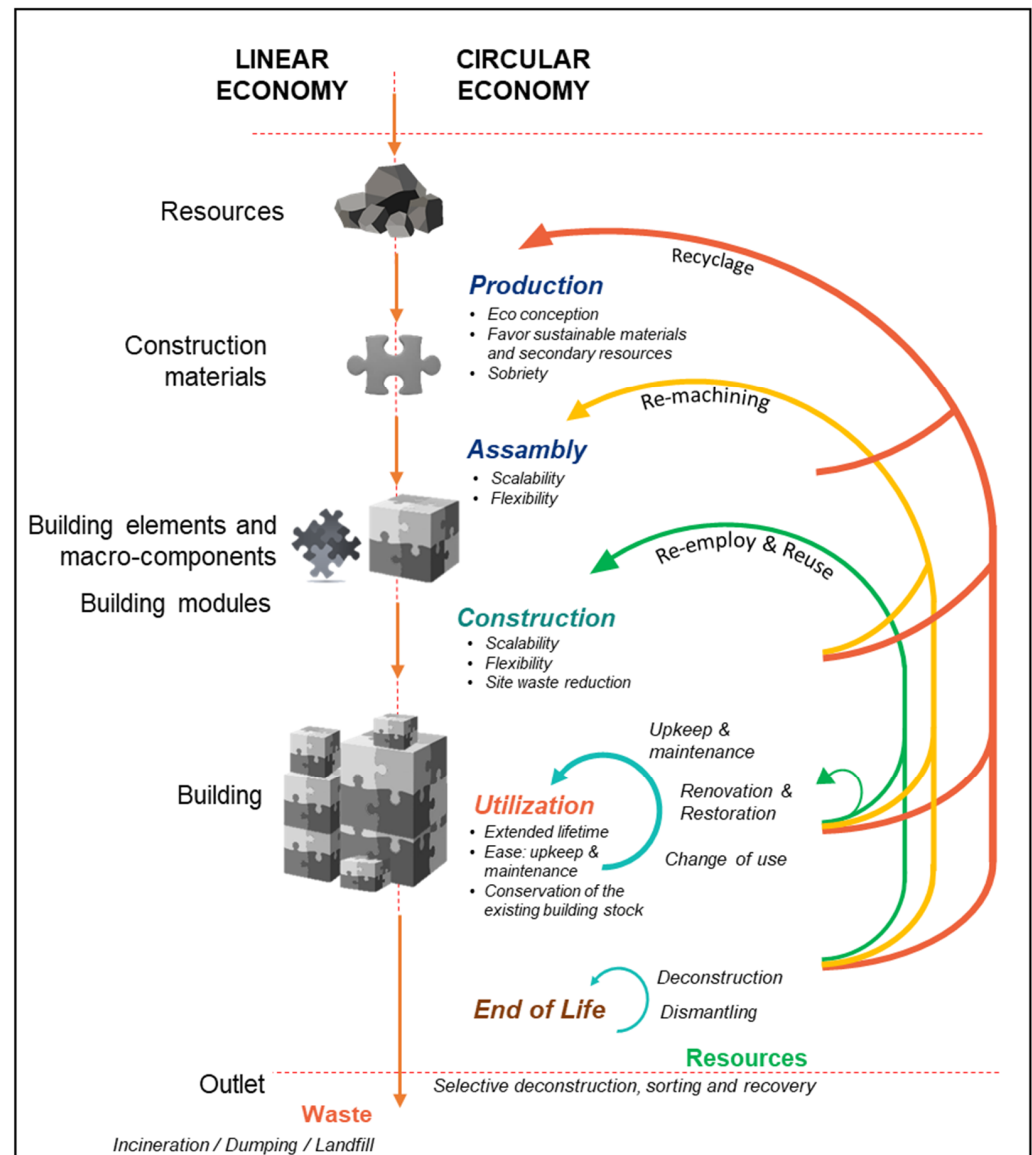 LINEAR
ECONOMY
CIRCULAR
ECONOMY
Resources
Recyclage
Production
• Eco conception
• Favor sustainable materials
and secondary resources
• Sobriety
Construction
materials
Re-machining
Assambly
• Scalability
• Flexibility
Building elements and
macro-components
Building modules
Re-employ & Reuse
Construction
• Scalability
• Flexibility
• Site waste reduction
Building
Upkeep &
maintenance
Renovation &
Restoration
Change of use
Utilization
• Extended lifetime
• Ease: upkeep &
maintenance
• Conservation of the
existing building stock
End of Life
Deconstruction
Dismantling
Resources
Outlet
Selective deconstruction, sorting and recovery
Waste
Incineration / Dumping / Landfill